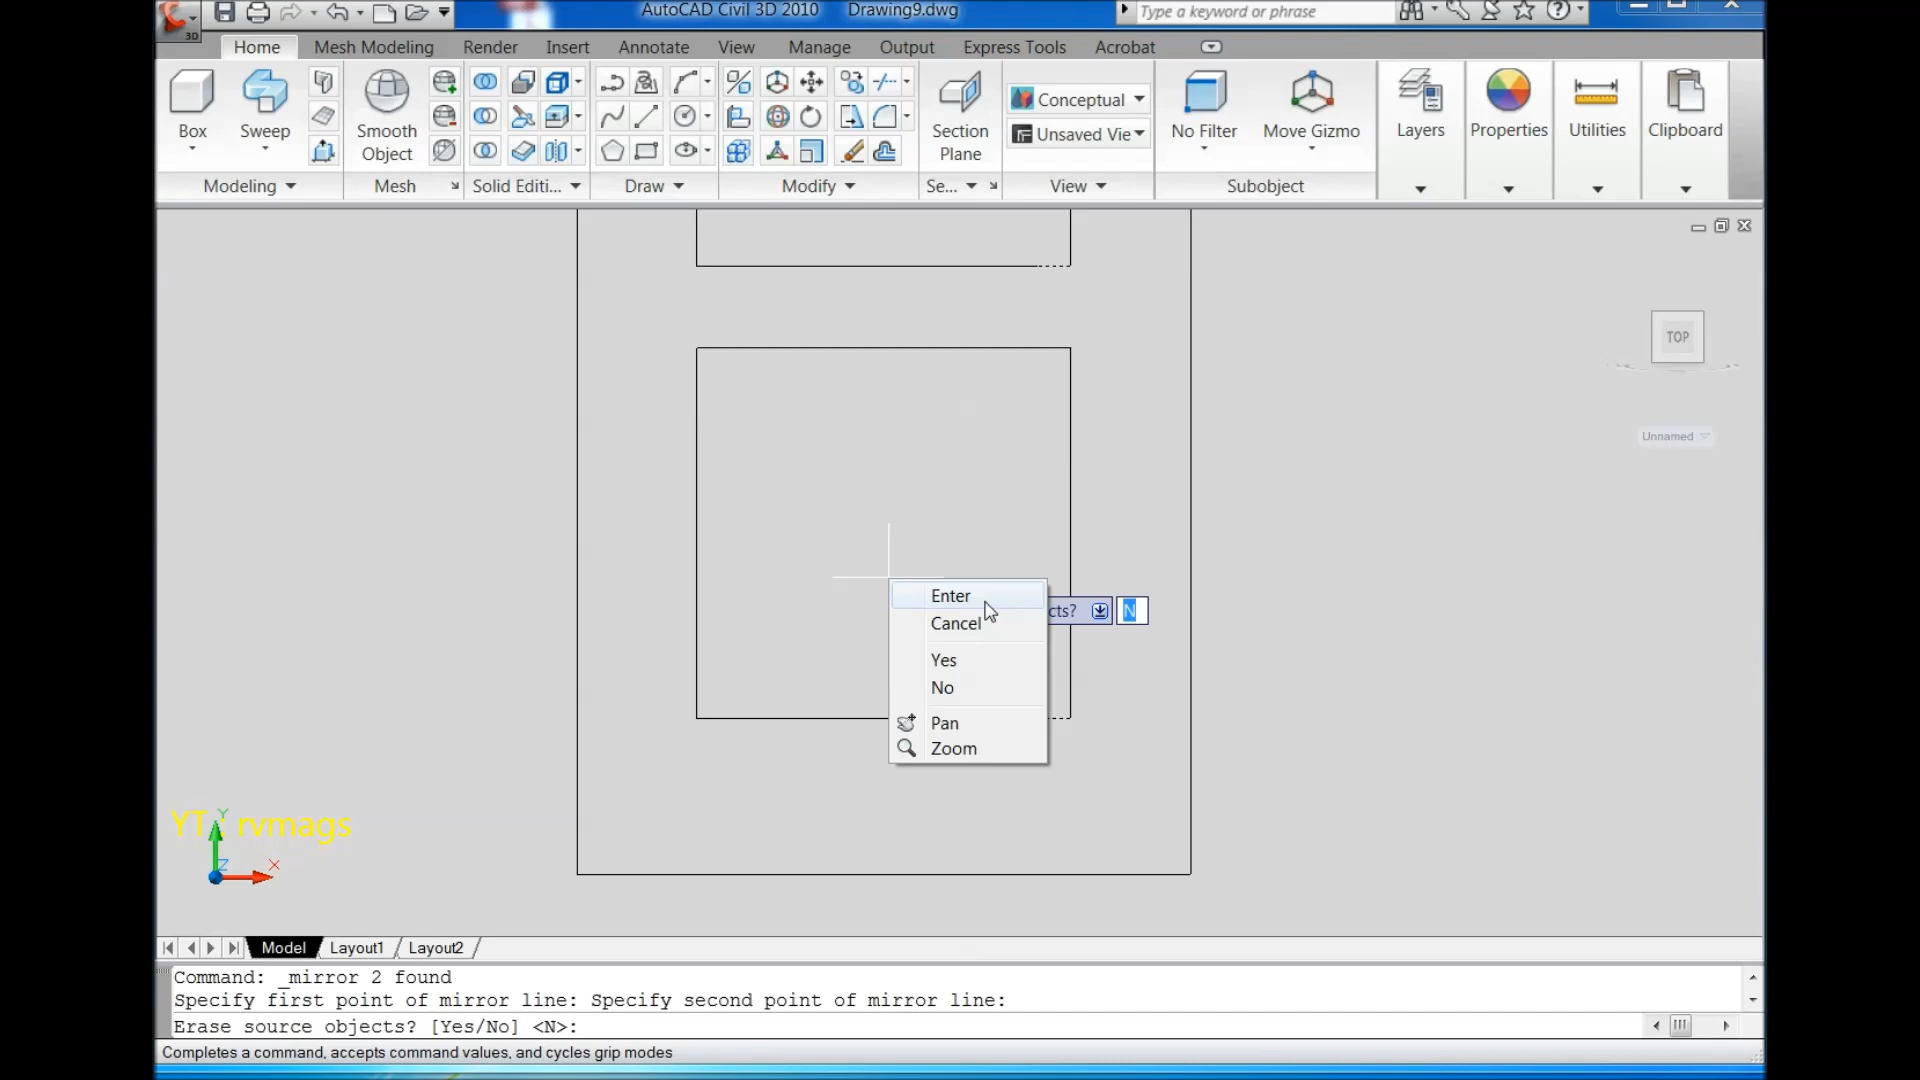 AutoCAD Civil 3D 2010 Drawing9.dwg Type a keyword or phrase
3D
Home Mesh Modeling Render Insert Annotate View Manage Output Express Tools Acrobat
Box Sweep Smooth Object Section Plane
Conceptual
Unsaved Vie
No Filter Move Gizmo Layers Properties Utilities Clipboard
Modeling Mesh Solid Editi... Draw Modify Se... View Subobject
TOP
Unnamed
Enter
cts? N
Cancel
Yes
No
Pan
Zoom
YT: rvmags
Y
Z X
Model Layout1 Layout2
Command: _mirror 2 found
Specify first point of mirror line: Specify second point of mirror line:
Erase source objects? [Yes/No] <N>:
Completes a command, accepts command values, and cycles grip modes